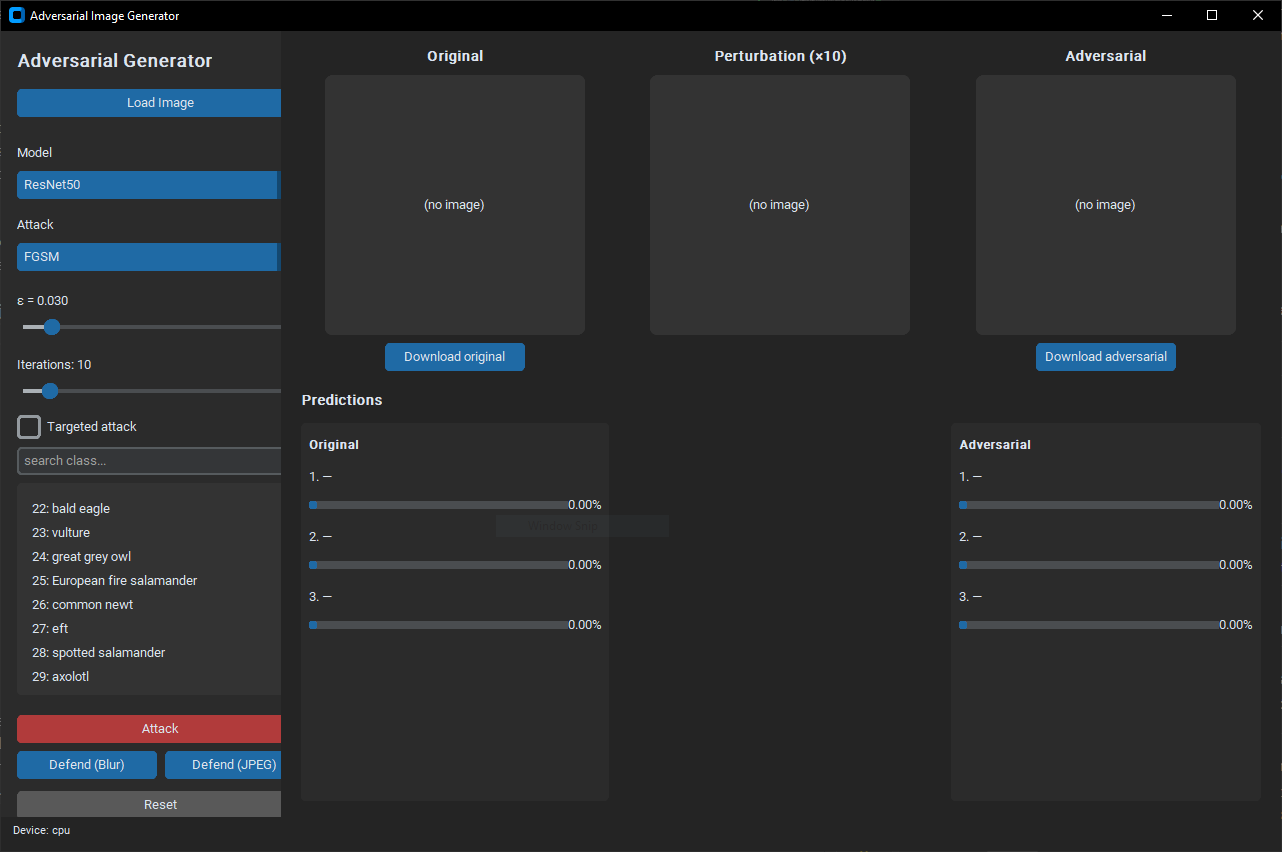 Adversarial Image Generator
Adversarial Generator
Load Image
Model
ResNet50
Attack
FGSM
ε = 0.030
Iterations: 10
Targeted attack
search class...
22: bald eagle
23: vulture
24: great grey owl
25: European fire salamander
26: common newt
27: eft
28: spotted salamander
29: axolotl
Attack
Defend (Blur) Defend (JPEG)
Reset
Device: cpu
Original Perturbation (×10) Adversarial
(no image) (no image) (no image)
Download original Download adversarial
Predictions
Original
1. —
0.00%
2. —
0.00%
3. —
0.00%
Window Snip
Adversarial
1. —
0.00%
2. —
0.00%
3. —
0.00%